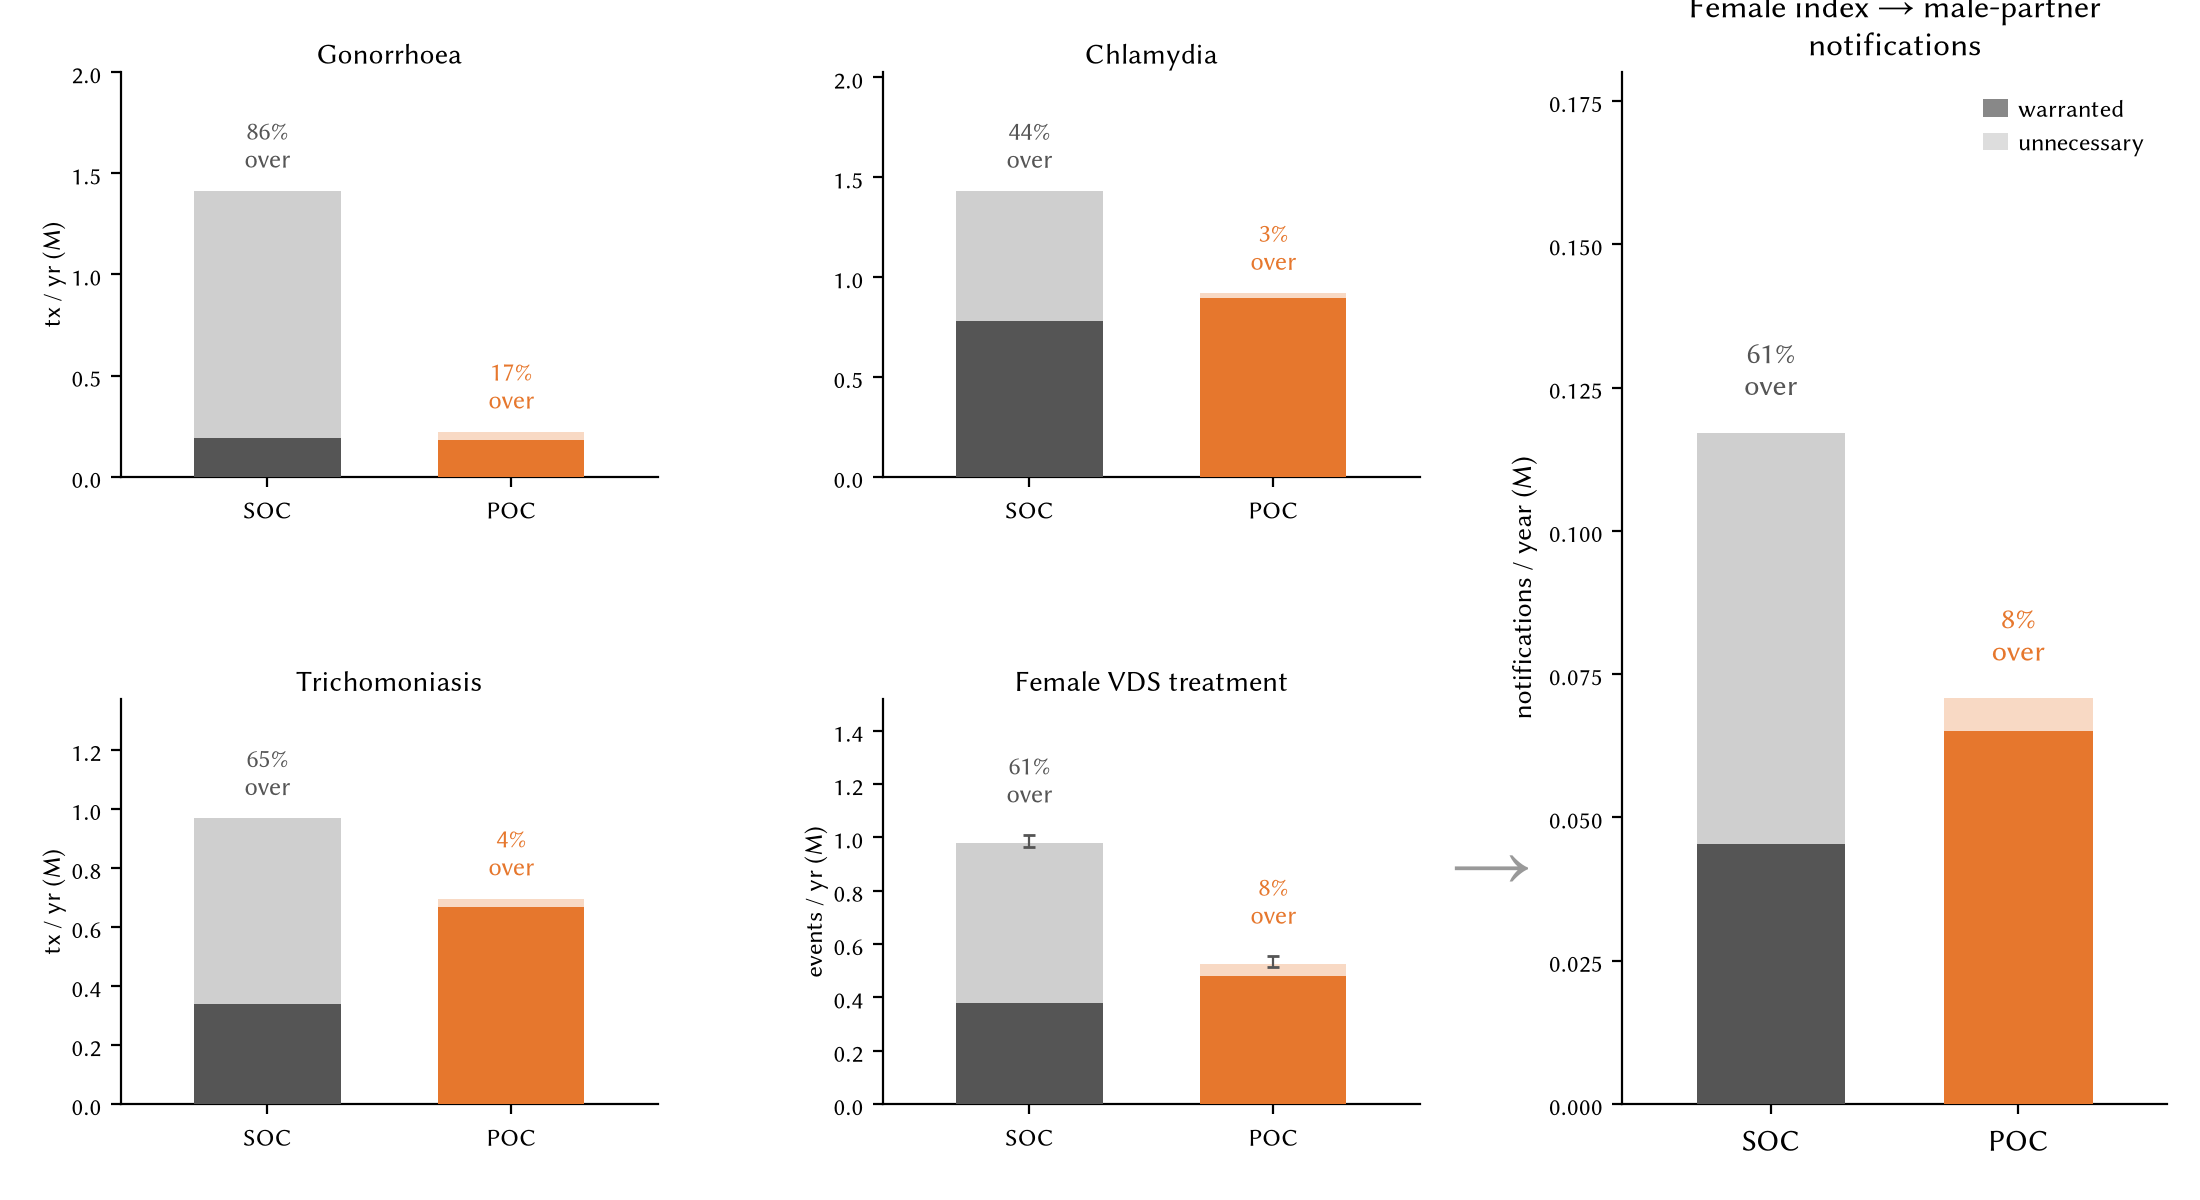 Gonorrhoea
2.0
1.5
1.0
0.5
0.0
tx / yr (M)
86%
over
17%
over
SOC
POC
Chlamydia
2.0
1.5
1.0
0.5
0.0
44%
over
3%
over
SOC
POC
Trichomoniasis
1.2
1.0
0.8
0.6
0.4
0.2
0.0
tx / yr (M)
65%
over
4%
over
SOC
POC
Female VDS treatment
1.4
1.2
1.0
0.8
0.6
0.4
0.2
0.0
events / yr (M)
61%
over
8%
over
SOC
POC
→
Female index → male-partner
notifications
warranted
unnecessary
0.175
0.150
0.125
0.100
0.075
0.050
0.025
0.000
notifications / year (M)
61%
over
8%
over
SOC
POC